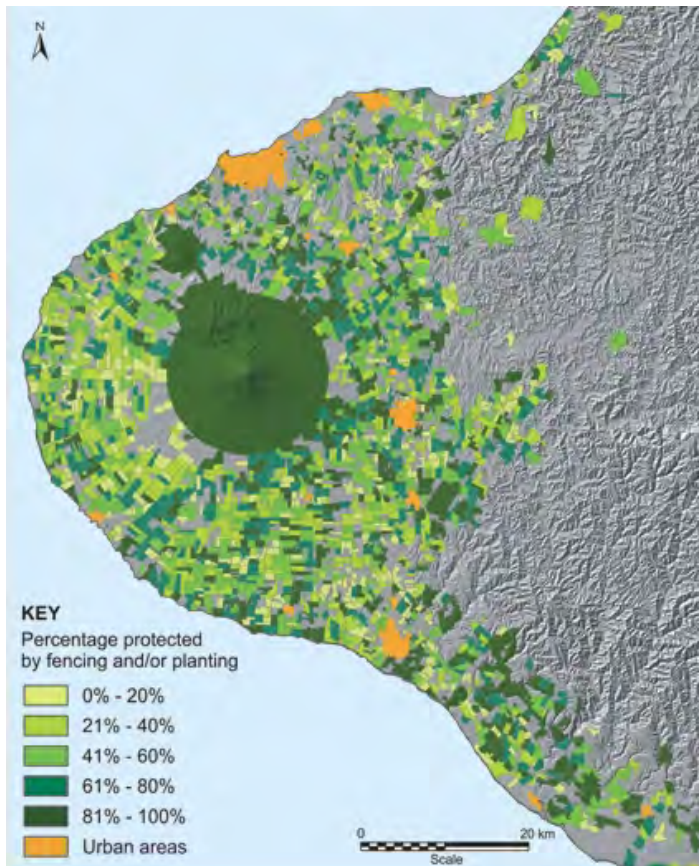 N
KEY
Percentage protected
by fencing and/or planting
0% - 20%
21% - 40%
41% - 60%
61% - 80%
81% - 100%
Urban areas
0 20 km
Scale